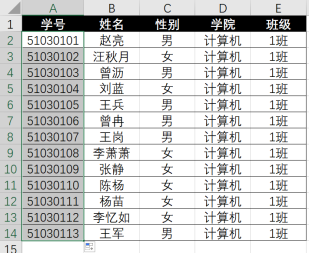 A B C D E
1 学号 姓名 性别 学院 班级
2 51030101 赵亮 男 计算机 1班
3 51030102 汪秋月 女 计算机 1班
4 51030103 曾沥 男 计算机 1班
5 51030104 刘蓝 女 计算机 1班
6 51030105 王兵 男 计算机 1班
7 51030106 曾冉 男 计算机 1班
8 51030107 王岗 男 计算机 1班
9 51030108 李萧萧 女 计算机 1班
10 51030109 张静 女 计算机 1班
11 51030110 陈杨 女 计算机 1班
12 51030111 杨苗 女 计算机 1班
13 51030112 李忆如 女 计算机 1班
14 51030113 王军 男 计算机 1班
15